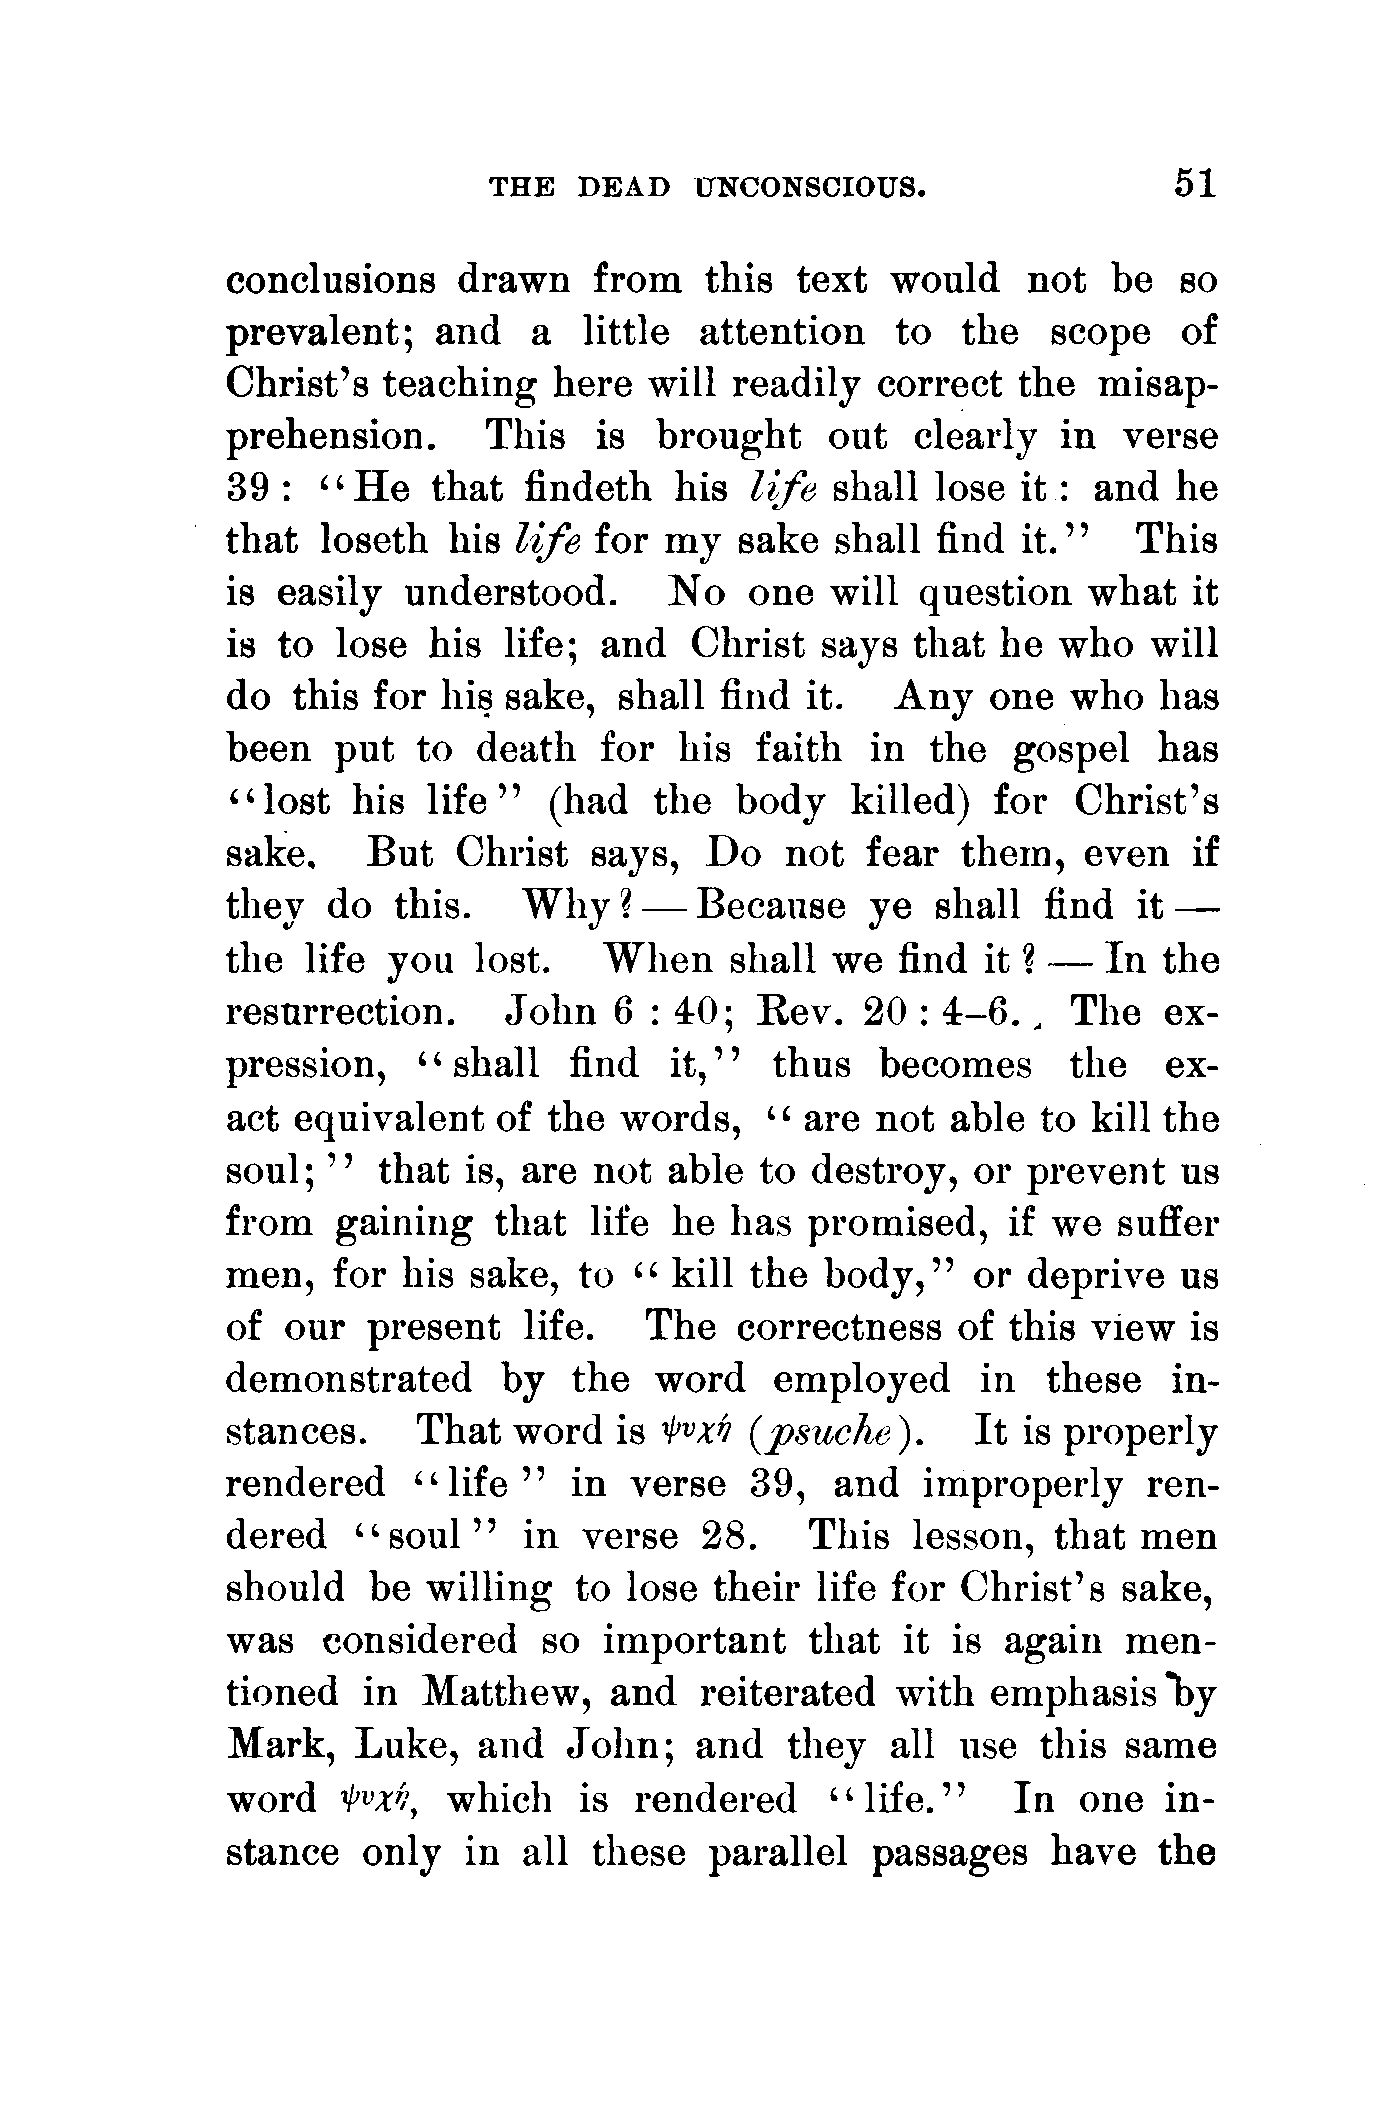 THE DEAD UNCONSCIOUS. 51
conclusions drawn from this text would not be so
prevalent; and a little attention to the scope of
Christ's teaching here will readily correct the misap-
prehension. This is brought out clearly in verse
39 : "He that findeth his life shall lose it : and he
that loseth his life for my sake shall find it." This
is easily understood. No one will question what it
is to lose his life; and Christ says that he who will
do this for his sake, shall find it. Any one who has
been put to death for his faith in the gospel has
"lost his life" (had the body killed) for Christ's
sake. But Christ says, Do not fear them, even if
they do this. Why? — Because ye shall find it —
the life you lost. When shall we find it? — In the
resurrection. John 6 : 40; Rev. 20 : 4–6. The ex-
pression, "shall find it," thus becomes the ex-
act equivalent of the words, "are not able to kill the
soul;" that is, are not able to destroy, or prevent us
from gaining that life he has promised, if we suffer
men, for his sake, to "kill the body," or deprive us
of our present life. The correctness of this view is
demonstrated by the word employed in these in-
stances. That word is ψυχή (psuche). It is properly
rendered "life" in verse 39, and improperly ren-
dered "soul" in verse 28. This lesson, that men
should be willing to lose their life for Christ's sake,
was considered so important that it is again men-
tioned in Matthew, and reiterated with emphasis by
Mark, Luke, and John; and they all use this same
word ψυχή, which is rendered "life." In one in-
stance only in all these parallel passages have the